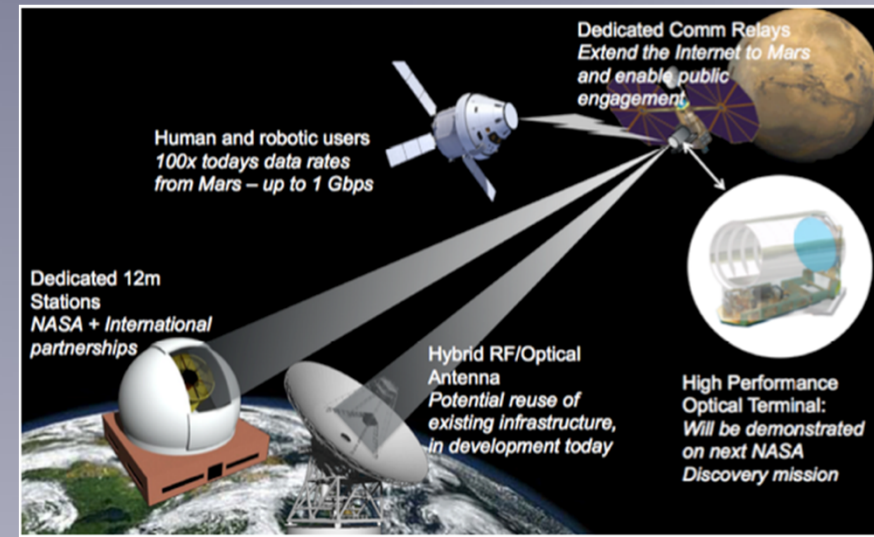 Dedicated Comm Relays
Extend the Internet to Mars
and enable public
engagement
Human and robotic users
100x todays data rates
from Mars – up to 1 Gbps
Dedicated 12m
Stations
NASA + International
partnerships
Hybrid RF/Optical
Antenna
Potential reuse of
existing infrastructure,
in development today
High Performance
Optical Terminal:
Will be demonstrated
on next NASA
Discovery mission